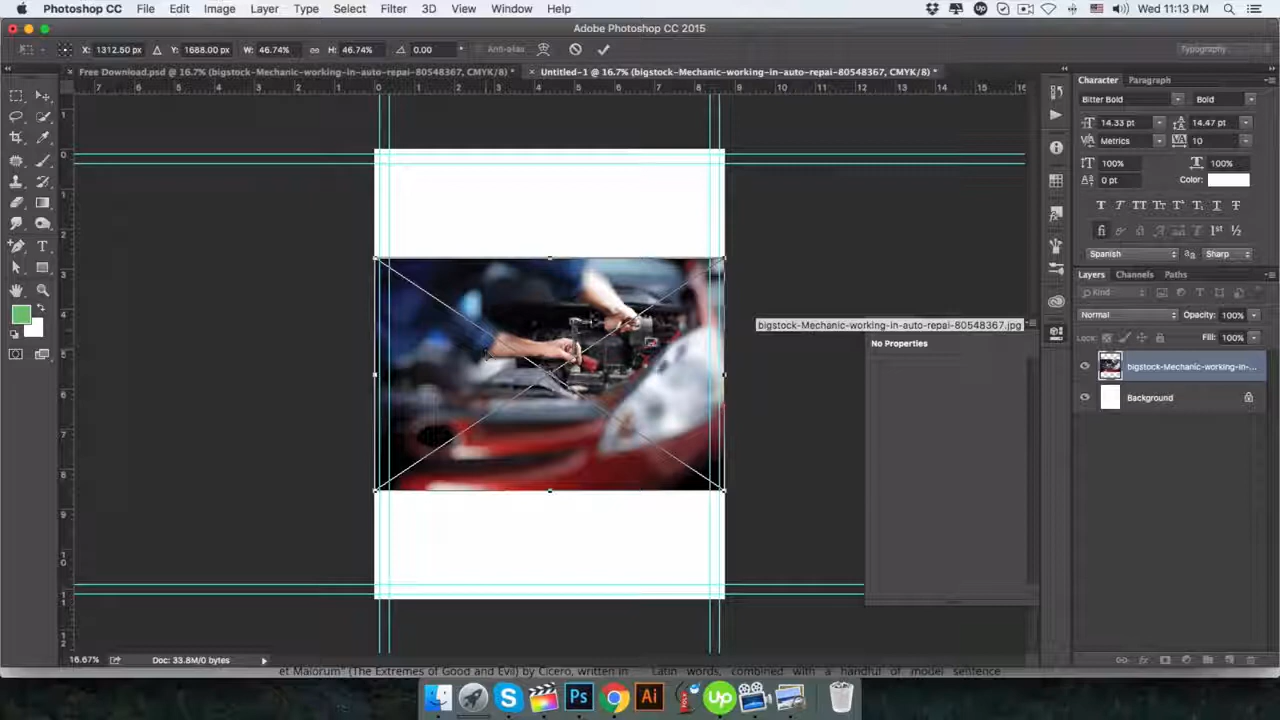 Photoshop CC File Edit Image Layer Type Select Filter 3D View Window Help Wed 11:13 PM
Adobe Photoshop CC 2015
X: 1312.50 px Y: 1688.00 px W: 46.74% H: 46.74% 0.00 Anti-alias Typography
Free Download.psd @ 16.7% (bigstock-Mechanic-working-in-auto-repai-80548367, CMYK/8) *
Untitled-1 @ 16.7% (bigstock-Mechanic-working-in-auto-repai-80548367, CMYK/8) *
Character Paragraph
Bitter Bold Bold
14.33 pt 14.47 pt
Metrics 10
100% 100%
0 pt Color:
Spanish Sharp
Layers Channels Paths
Kind
Normal Opacity: 100%
Lock: Fill: 100%
bigstock-Mechanic-working-in-...
Background
bigstock-Mechanic-working-in-auto-repai-80548367.jpg
No Properties
16.67% Doc: 33.8M/0 bytes
et Malorum" (The Extremes of Good and Evil) by Cicero, written in Latin words, combined with a handful of model sentence
Ps Ai Up